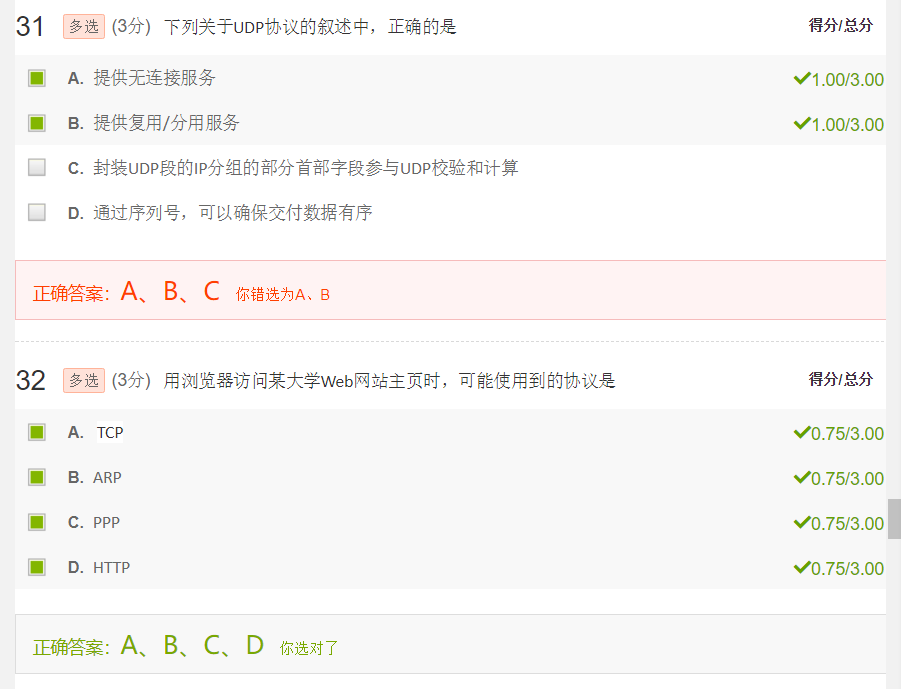 31 多选 (3分) 下列关于UDP协议的叙述中，正确的是 得分/总分
A. 提供无连接服务 1.00/3.00
B. 提供复用/分用服务 1.00/3.00
C. 封装UDP段的IP分组的部分首部字段参与UDP校验和计算
D. 通过序列号，可以确保交付数据有序
正确答案：A、B、C 你错选为A、B
32 多选 (3分) 用浏览器访问某大学Web网站主页时，可能使用到的协议是 得分/总分
A. TCP 0.75/3.00
B. ARP 0.75/3.00
C. PPP 0.75/3.00
D. HTTP 0.75/3.00
正确答案：A、B、C、D 你选对了